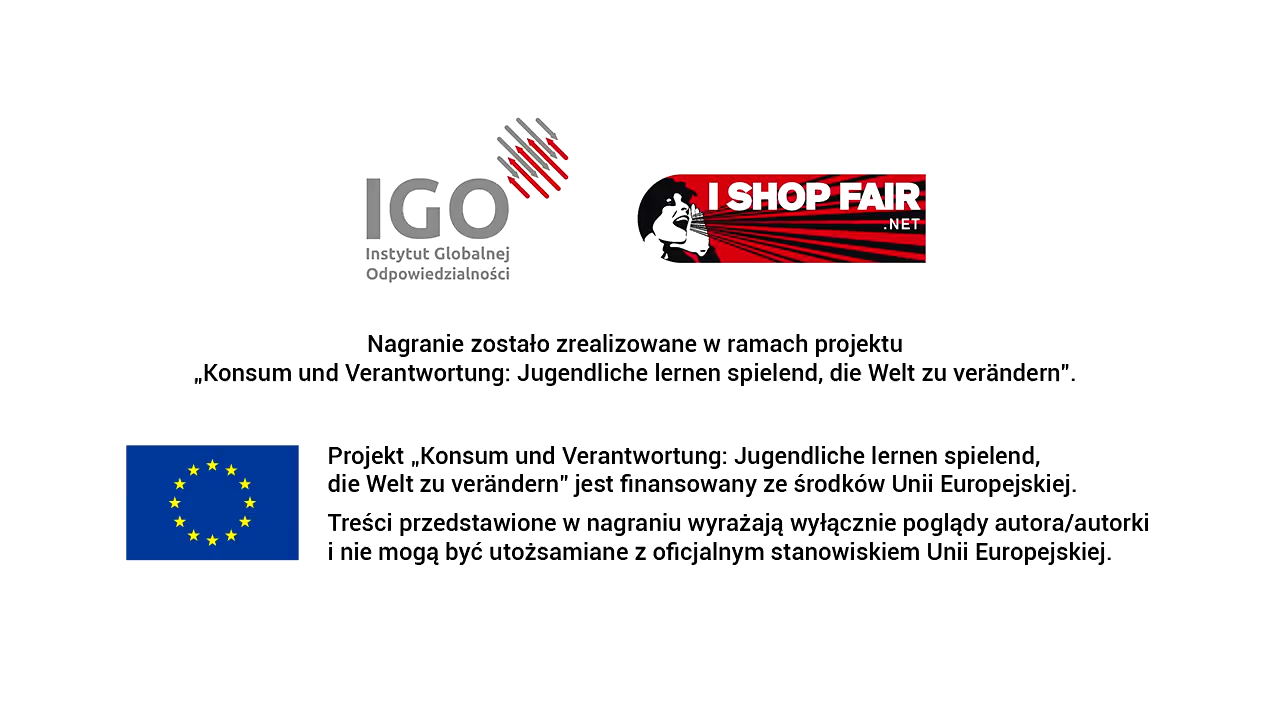 IGO
Instytut Globalnej
Odpowiedzialności
I SHOP FAIR
.NET
Nagranie zostało zrealizowane w ramach projektu
„Konsum und Verantwortung: Jugendliche lernen spielend, die Welt zu verändern”.
Projekt „Konsum und Verantwortung: Jugendliche lernen spielend,
die Welt zu verändern” jest finansowany ze środków Unii Europejskiej.
Treści przedstawione w nagraniu wyrażają wyłącznie poglądy autora/autorki
i nie mogą być utożsamiane z oficjalnym stanowiskiem Unii Europejskiej.